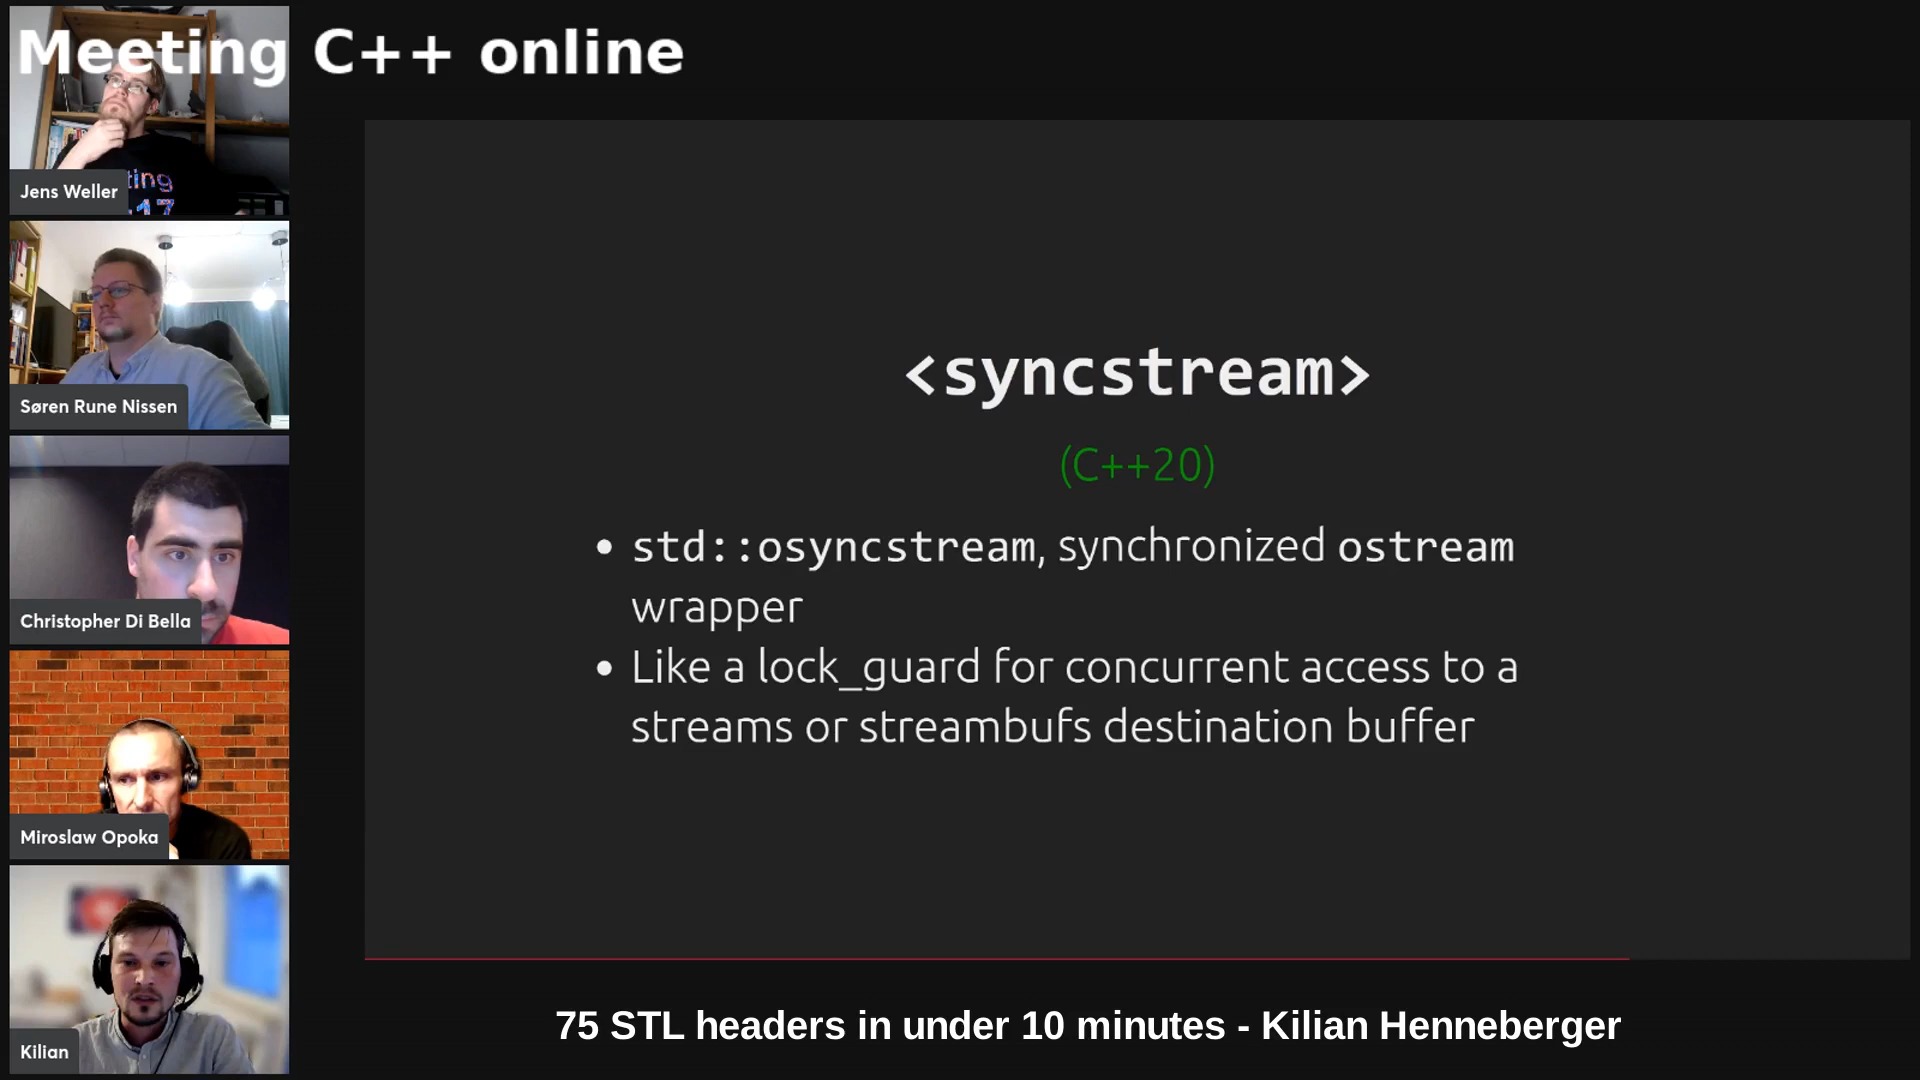 Meeting C++ online
ting
17
Jens Weller
Søren Rune Nissen
Christopher Di Bella
Miroslaw Opoka
Kilian
<syncstream>
(C++20)
• std::osyncstream, synchronized ostream
wrapper
• Like a lock_guard for concurrent access to a
streams or streambufs destination buffer
75 STL headers in under 10 minutes - Kilian Henneberger